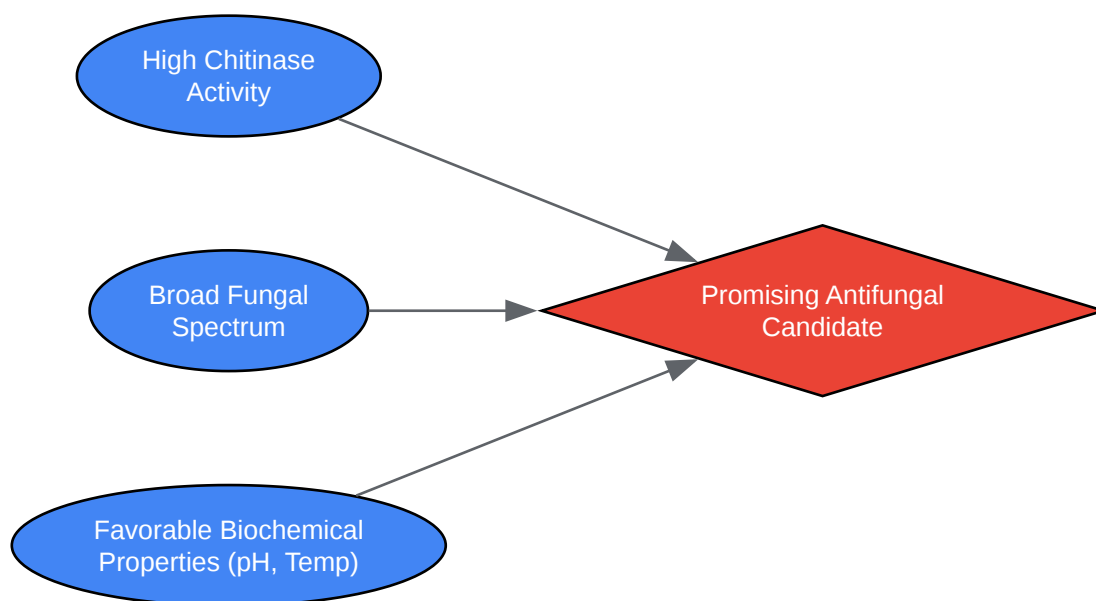 High Chitinase
Activity
Broad Fungal
Spectrum
Promising Antifungal
Candidate
Favorable Biochemical
Properties (pH, Temp)